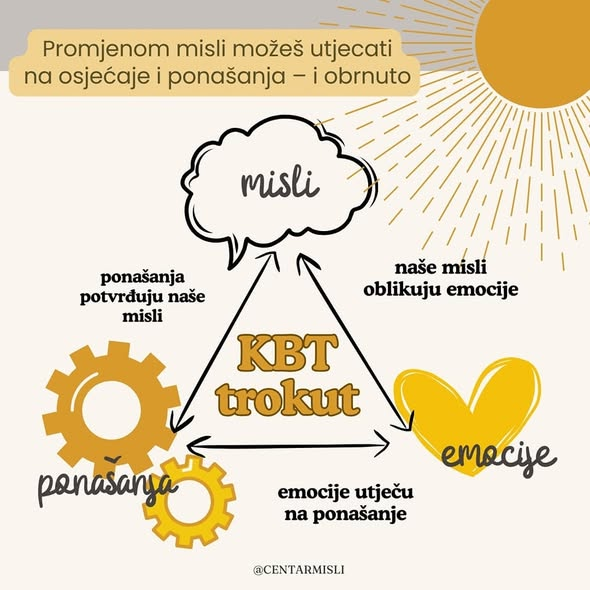 Promjenom misli možeš utjecati
na osjećaje i ponašanja – i obrnuto
misli
ponašanja
potvrđuju naše
misli
naše misli
oblikuju emocije
KBT
trokut
ponašanja
emocije
emocije utječu
na ponašanje
@CENTARMISLI